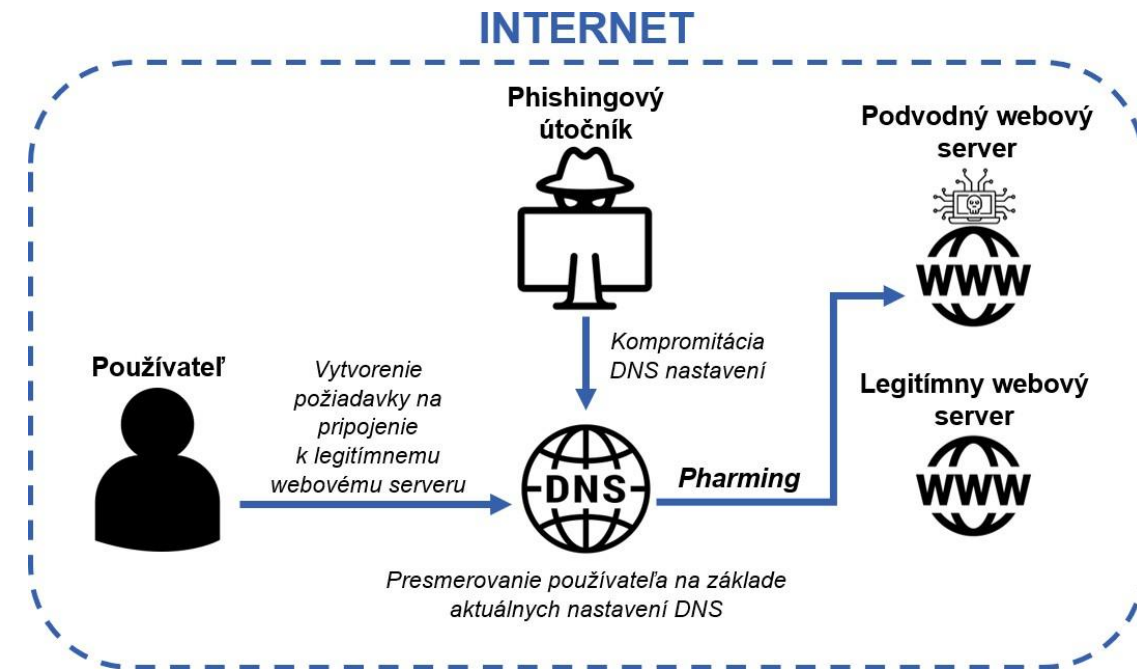 INTERNET
Phishingový
útočník
Podvodný webový
server
WWW
Kompromitácia
DNS nastavení
Používateľ
Vytvorenie
požiadavky na
pripojenie
k legitímnemu
webovému serveru
DNS
Pharming
Legitímny webový
server
WWW
Presmerovanie používateľa na základe
aktuálnych nastavení DNS